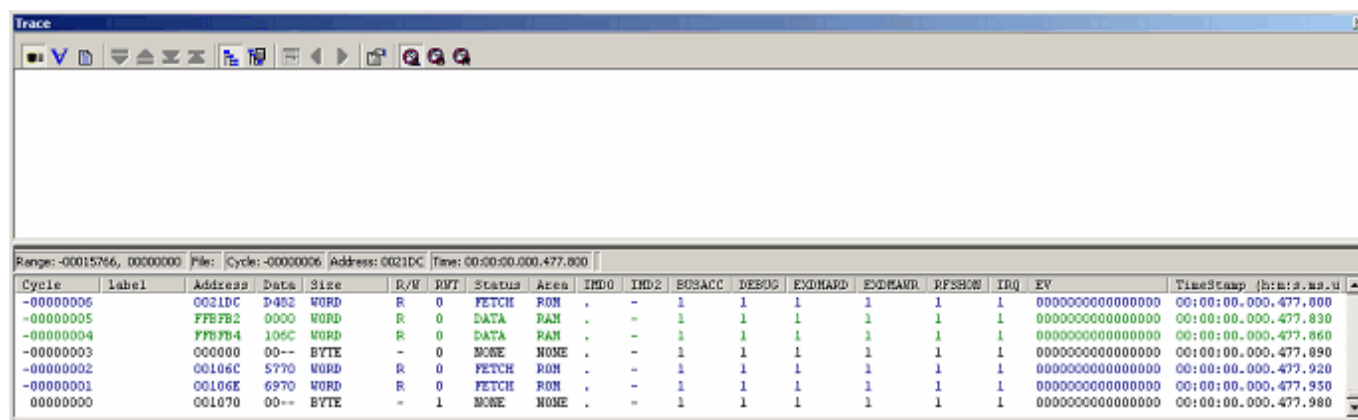 Trace
Range: -00015766, 00000000 File: Cycle: -00000006 Address: 0021DC Time: 00:00:00.000.477.800
Cycle Label Address Data Size R/W RWT Status Area IMD0 IMD2 BUSACC DEBUG EXDMARD EXDMAWR RFSHON IRQ EV TimeStamp (h:m:s.ms.u
-00000006 0021DC D452 WORD R 0 FETCH ROM . - 1 1 1 1 1 1 0000000000000000 00:00:00.000.477.800
-00000005 FFBFB2 0000 WORD R 0 DATA RAM . - 1 1 1 1 1 1 0000000000000000 00:00:00.000.477.830
-00000004 FFBFB4 106C WORD R 0 DATA RAM . - 1 1 1 1 1 1 0000000000000000 00:00:00.000.477.860
-00000003 000000 00-- BYTE - 0 NONE NONE . - 1 1 1 1 1 1 0000000000000000 00:00:00.000.477.890
-00000002 00106C 5770 WORD R 0 FETCH ROM . - 1 1 1 1 1 1 0000000000000000 00:00:00.000.477.920
-00000001 00106E 6970 WORD R 0 FETCH ROM . - 1 1 1 1 1 1 0000000000000000 00:00:00.000.477.950
00000000 001070 00-- BYTE - 1 NONE NONE . - 1 1 1 1 1 1 0000000000000000 00:00:00.000.477.980